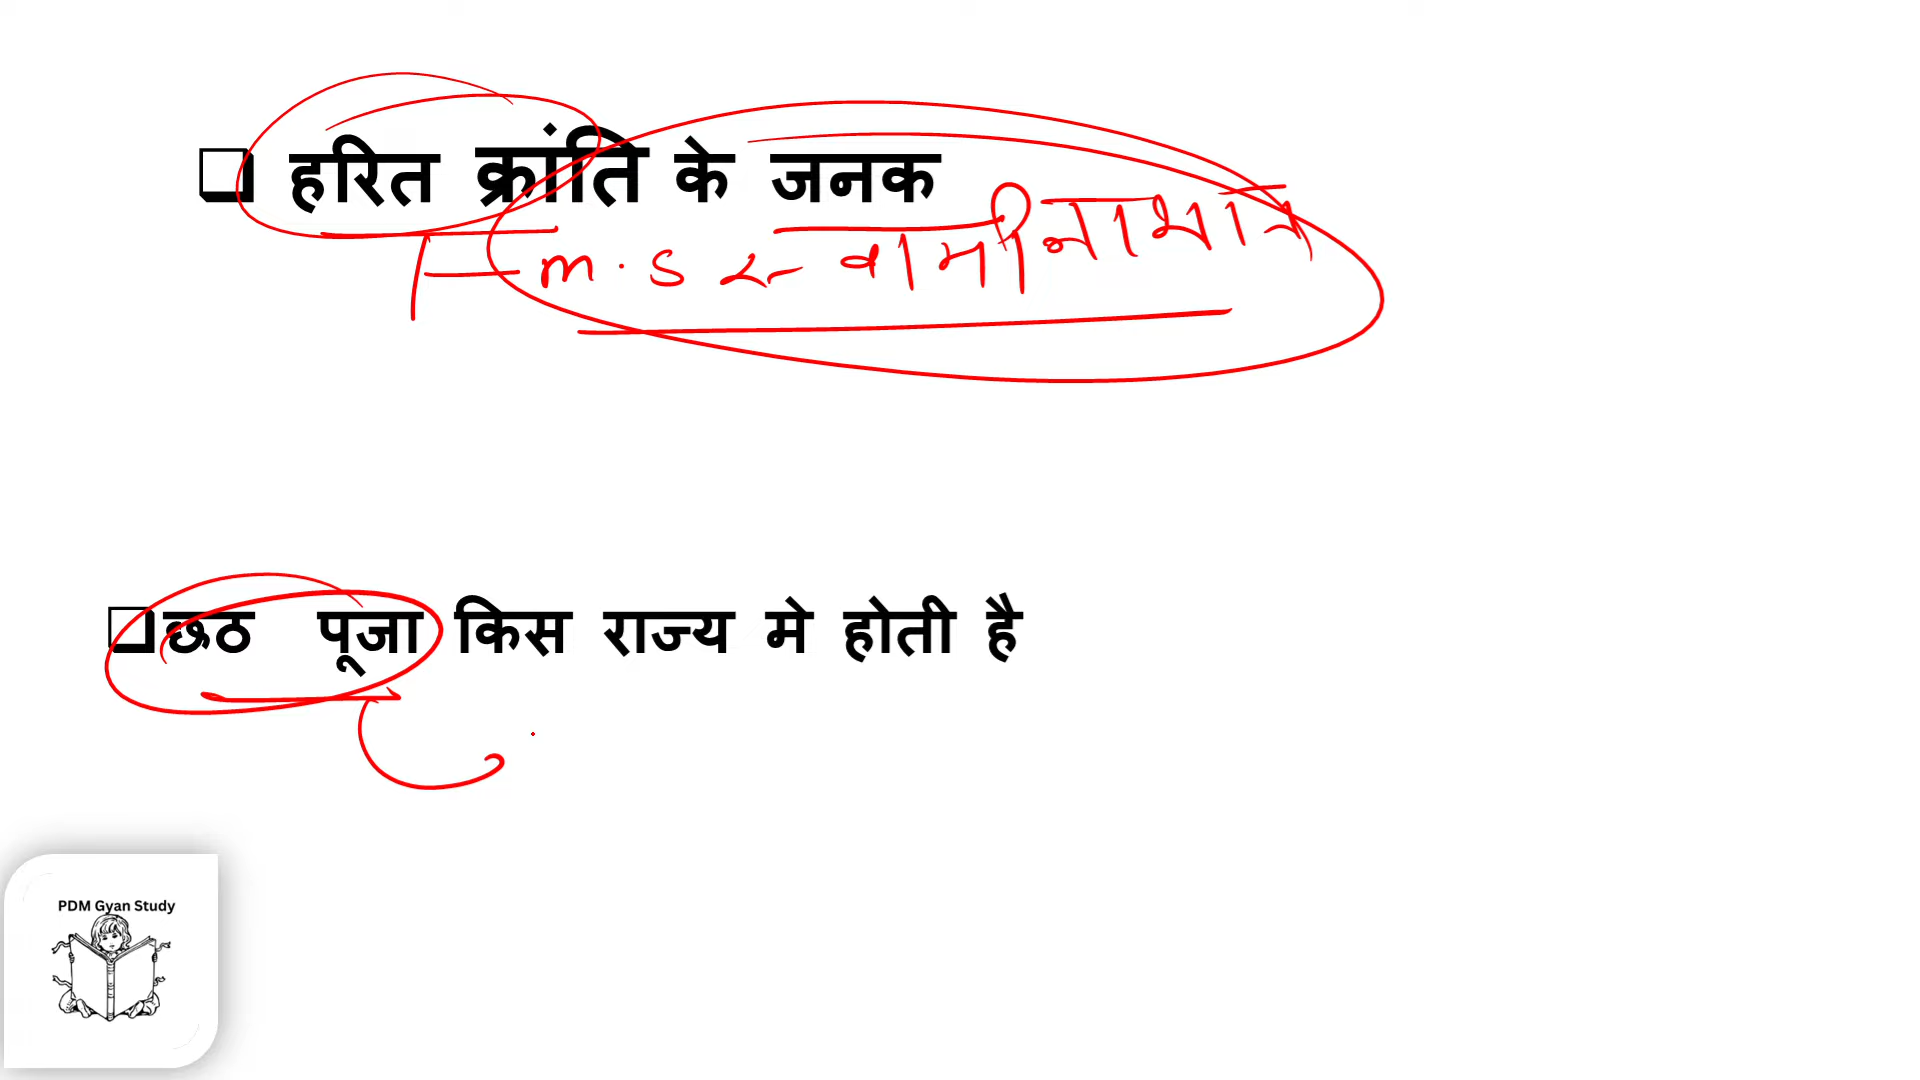 हरित क्रांति के जनक
m.s स्वामीनाथन
छठ पूजा किस राज्य मे होती है
PDM Gyan Study